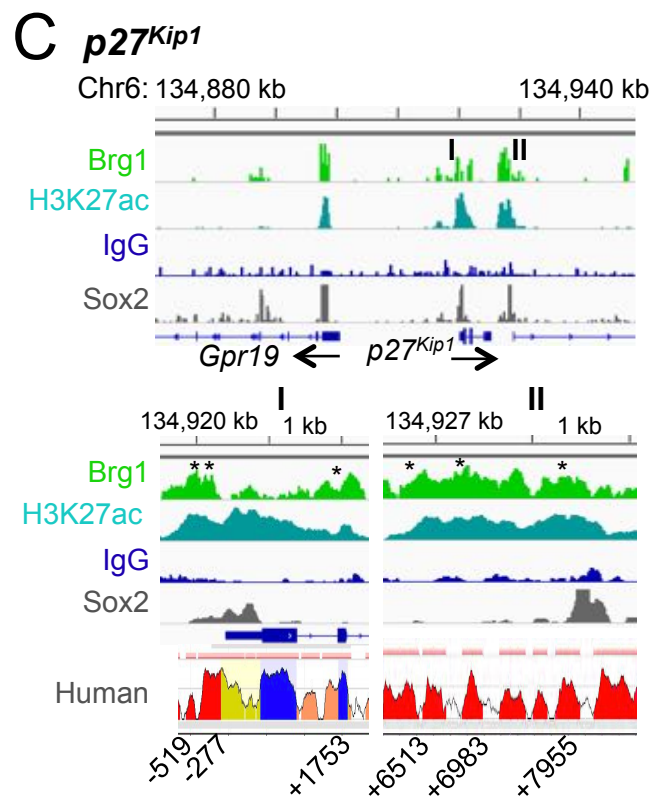 C p27Kip1
Chr6: 134,880 kb 134,940 kb
I II
Brg1
H3K27ac
IgG
Sox2
Gpr19 p27Kip1
I II
134,920 kb 1 kb 134,927 kb 1 kb
** * * * *
Brg1
H3K27ac
IgG
Sox2
Human
-519 -277 +1753 +6513 +6983 +7955